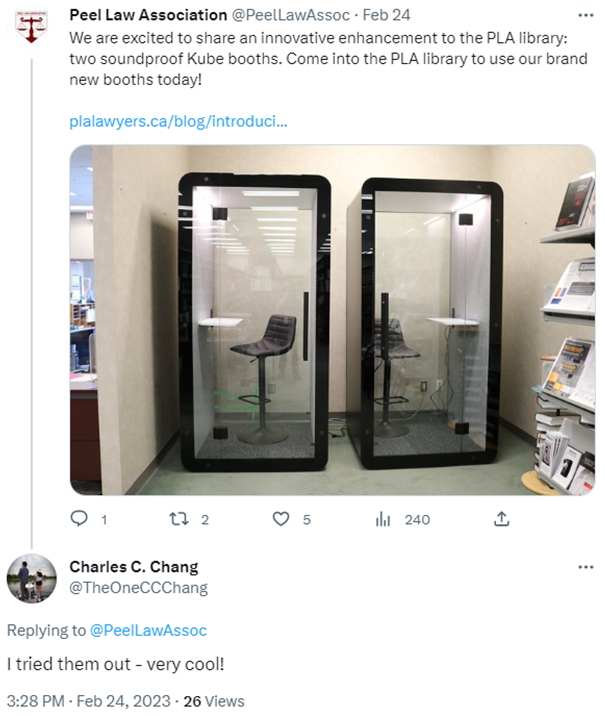 Peel Law Association @PeelLawAssoc · Feb 24
We are excited to share an innovative enhancement to the PLA library:
two soundproof Kube booths. Come into the PLA library to use our brand
new booths today!
plalawyers.ca/blog/introduci...
1 2 5 240
Charles C. Chang
@TheOneCCChang
Replying to @PeelLawAssoc
I tried them out - very cool!
3:28 PM · Feb 24, 2023 · 26 Views